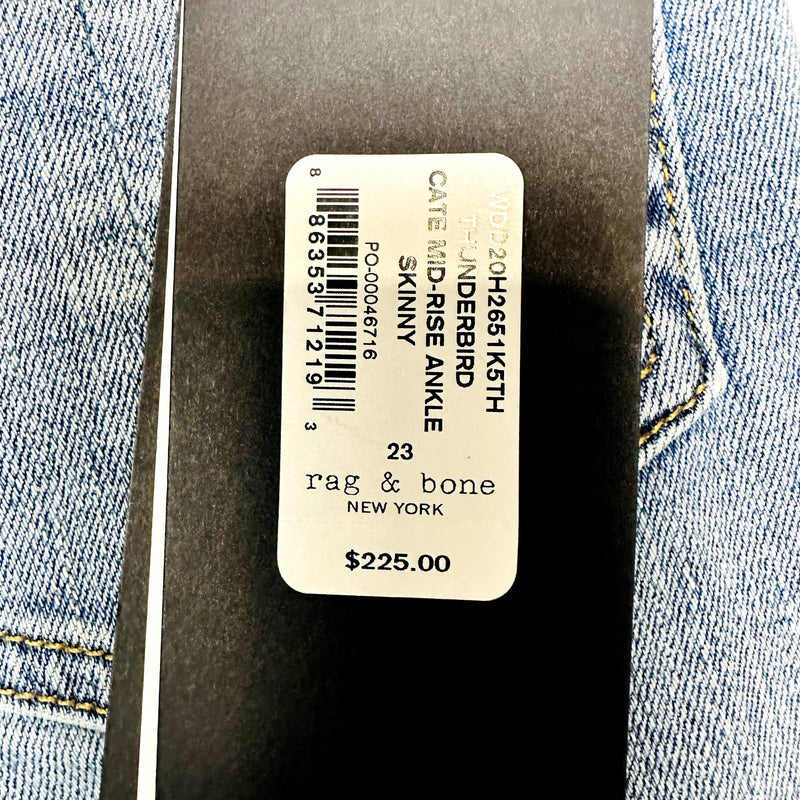 WDD20H2651K5TH
THUNDERBIRD
CATE MID-RISE ANKLE
SKINNY
PO-00046716
8 86353 71219 3
23
rag & bone
NEW YORK
$225.00